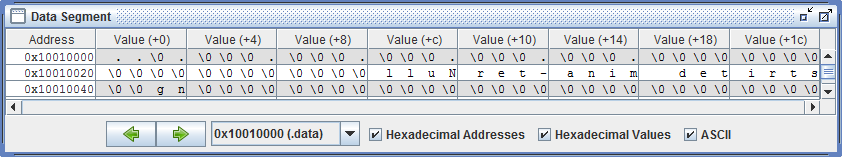 Data Segment
Address Value (+0) Value (+4) Value (+8) Value (+c) Value (+10) Value (+14) Value (+18) Value (+1c)
0x10010000 . . \0 . \0 \0 \0 . \0 \0 \0 . \0 \0 \0 . \0 \0 \0 . \0 \0 \0 . \0 \0 \0 . \0 \0 \0 .
0x10010020 \0 \0 \0 \0 \0 \0 \0 \0 \0 \0 \0 \0 l l u N r e t - a n i m d e t i r t s
0x10010040 \0 \0 g n \0 \0 \0 \0 \0 \0 \0 \0 \0 \0 \0 \0 \0 \0 \0 \0 \0 \0 \0 \0 \0 \0 \0 \0 \0 \0 \0 \0
0x10010000 (.data) Hexadecimal Addresses Hexadecimal Values ASCII